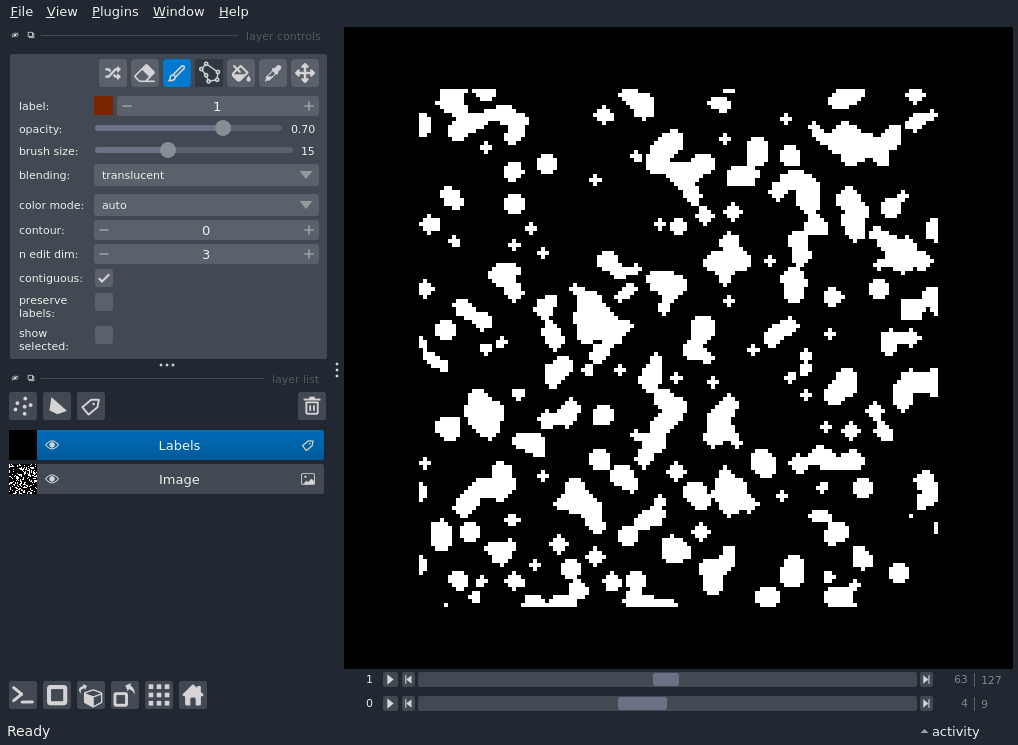 File View Plugins Window Help
layer controls
label: 1
opacity: 0.70
brush size: 15
blending: translucent
color mode: auto
contour: 0
n edit dim: 3
contiguous:
preserve
labels:
show
selected:
layer list
Labels
Image
1 63 127
0 4 9
Ready activity